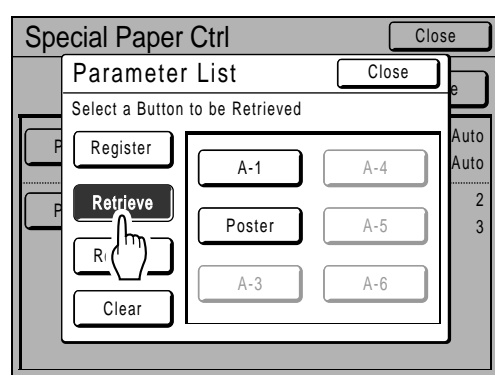 Special Paper Ctrl
Close
Parameter List
Close
e
Select a Button to be Retrieved
P
Register
Auto
A-1
A-4
Auto
P
Retrieve
2
Poster
A-5
3
R
A-3
A-6
Clear